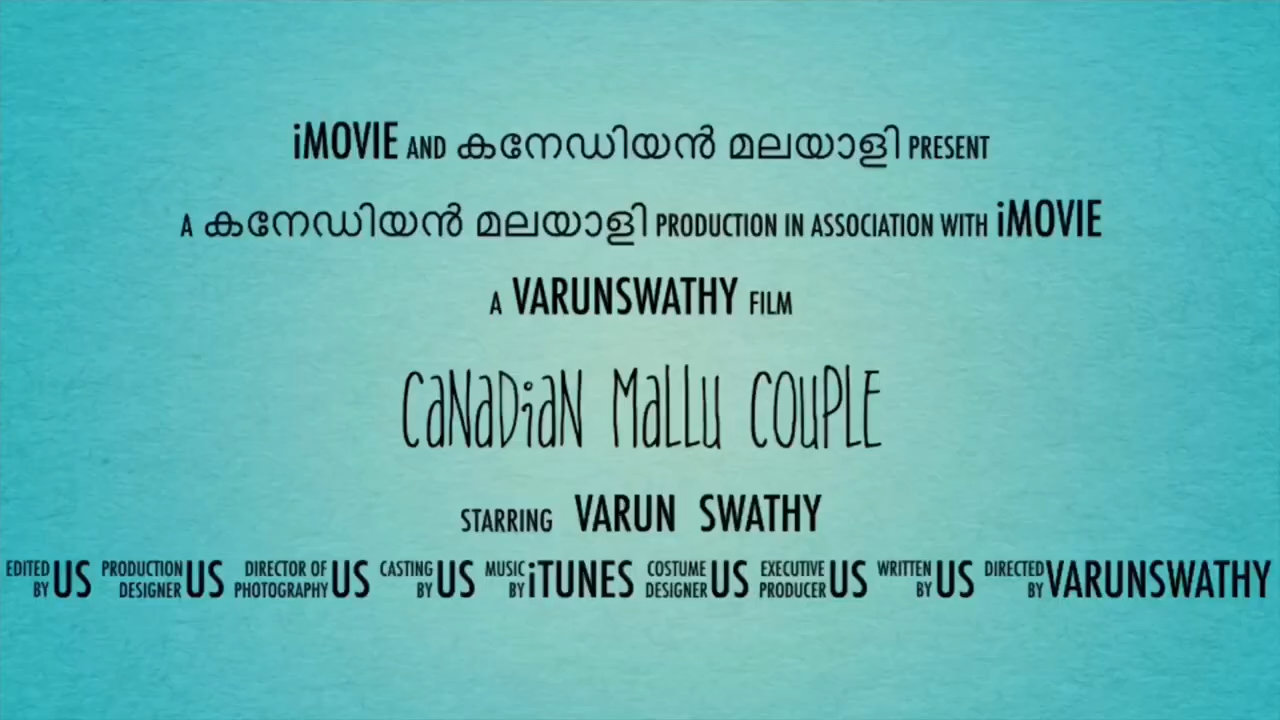 iMOVIE AND കനേഡിയൻ മലയാളി PRESENT
A കനേഡിയൻ മലയാളി PRODUCTION IN ASSOCIATION WITH iMOVIE
A VARUNSWATHY FILM
CANADIAN MALLU COUPLE
STARRING VARUN SWATHY
EDITED BY US PRODUCTION DESIGNER US DIRECTOR OF PHOTOGRAPHY US CASTING BY US MUSIC BY iTUNES COSTUME DESIGNER US EXECUTIVE PRODUCER US WRITTEN BY US DIRECTED BY VARUNSWATHY